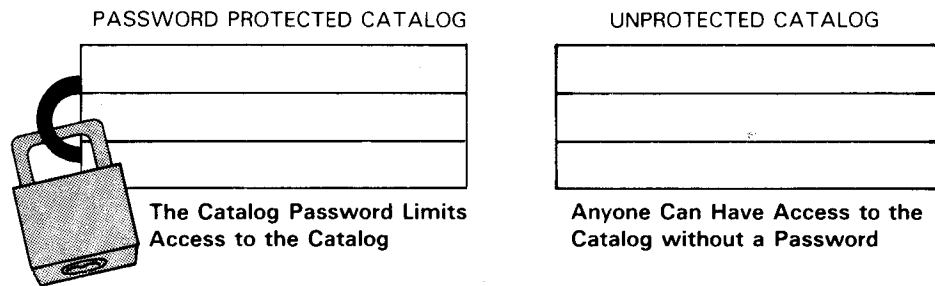 PASSWORD PROTECTED CATALOG
The Catalog Password Limits
Access to the Catalog
UNPROTECTED CATALOG
Anyone Can Have Access to the
Catalog without a Password